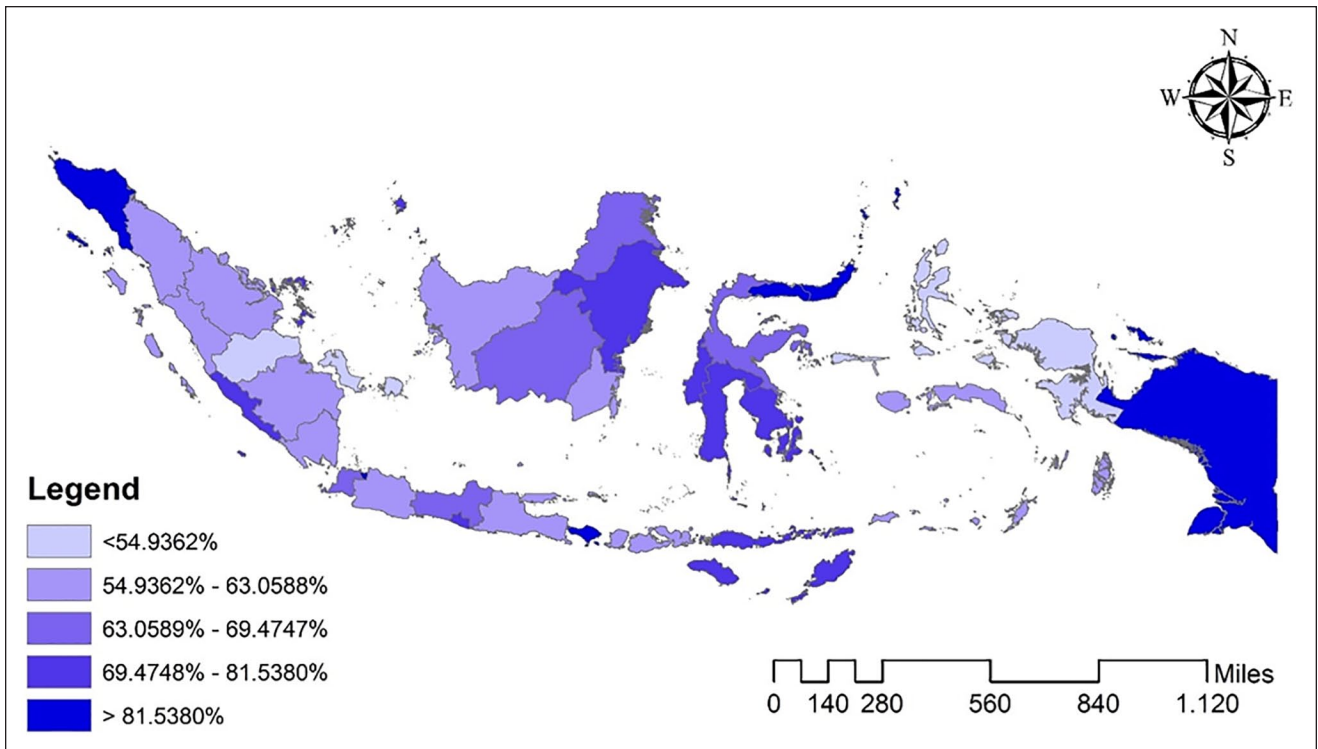 N
W E
S
Legend
<54.9362%
54.9362% - 63.0588%
63.0589% - 69.4747%
69.4748% - 81.5380%
> 81.5380%
Miles
0 140 280 560 840 1.120